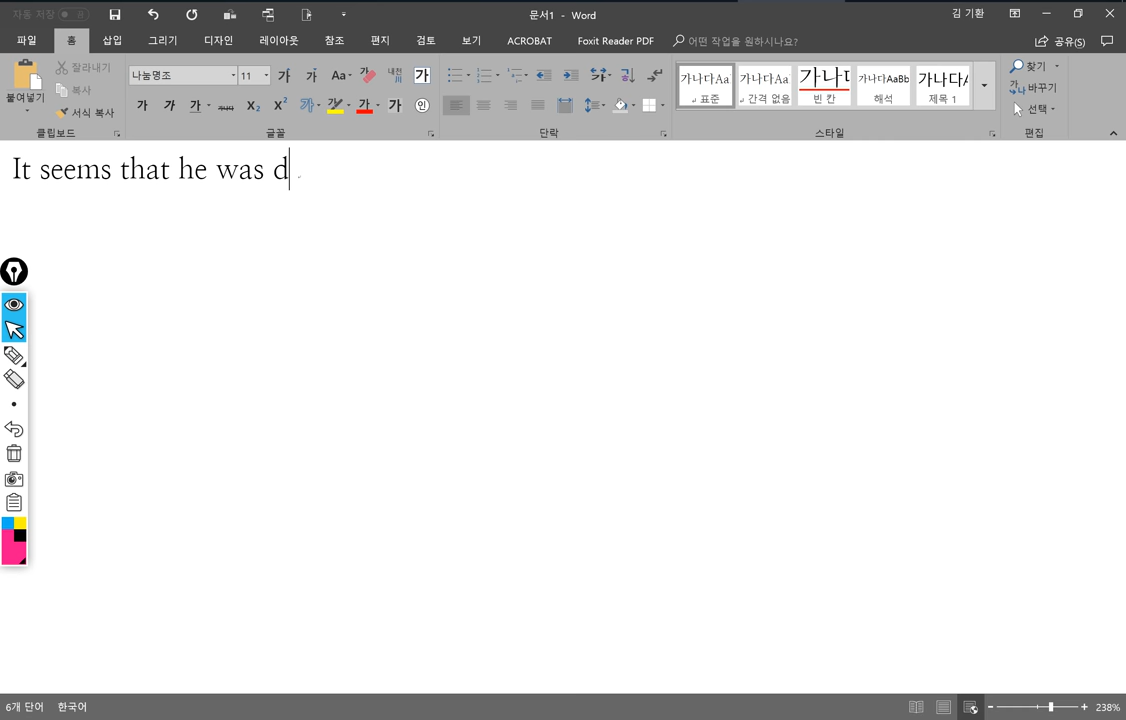 자동 저장
문서1 - Word
김 기환
파일 홈 삽입 그리기 디자인 레이아웃 참조 편지 검토 보기 ACROBAT Foxit Reader PDF 어떤 작업을 원하시나요? 공유(S)
붙여넣기
잘라내기
복사
서식 복사
클립보드
나눔명조 11
가 가 Aa 가 내천 가
가 가 가 X₂ X² 가 가 가 가 인
글꼴
단락
가나다Aa 가나다Aa 가나다 가나다AaBb 가나다A
표준 간격 없음 빈 칸 해석 제목 1
스타일
찾기
바꾸기
선택
편집
It seems that he was d
6개 단어 한국어 238%